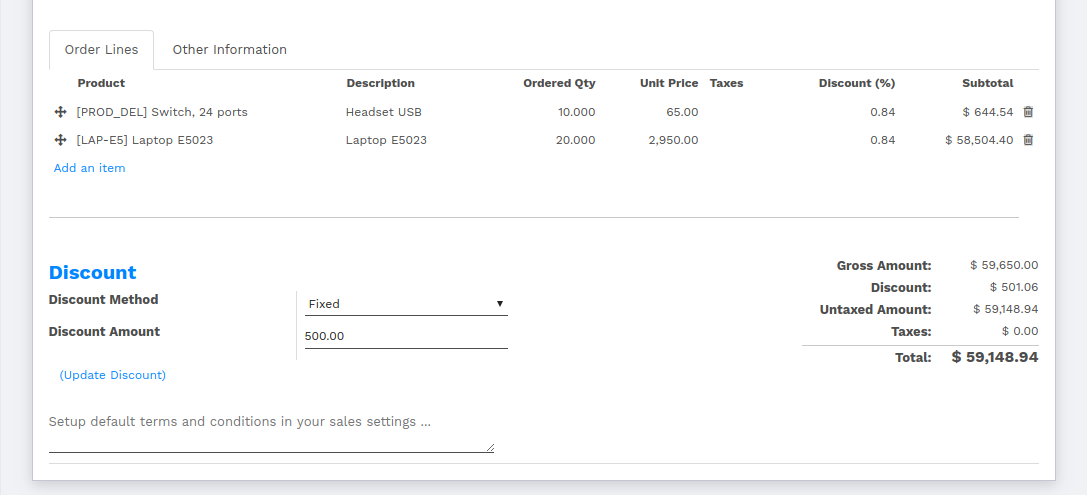 Order Lines Other Information
Product Description Ordered Qty Unit Price Taxes Discount (%) Subtotal
[PROD_DEL] Switch, 24 ports Headset USB 10.000 65.00 0.84 $ 644.54
[LAP-E5] Laptop E5023 Laptop E5023 20.000 2,950.00 0.84 $ 58,504.40
Add an item
Discount
Discount Method Fixed
Discount Amount 500.00
(Update Discount)
Gross Amount: $ 59,650.00
Discount: $ 501.06
Untaxed Amount: $ 59,148.94
Taxes: $ 0.00
Total: $ 59,148.94
Setup default terms and conditions in your sales settings ...